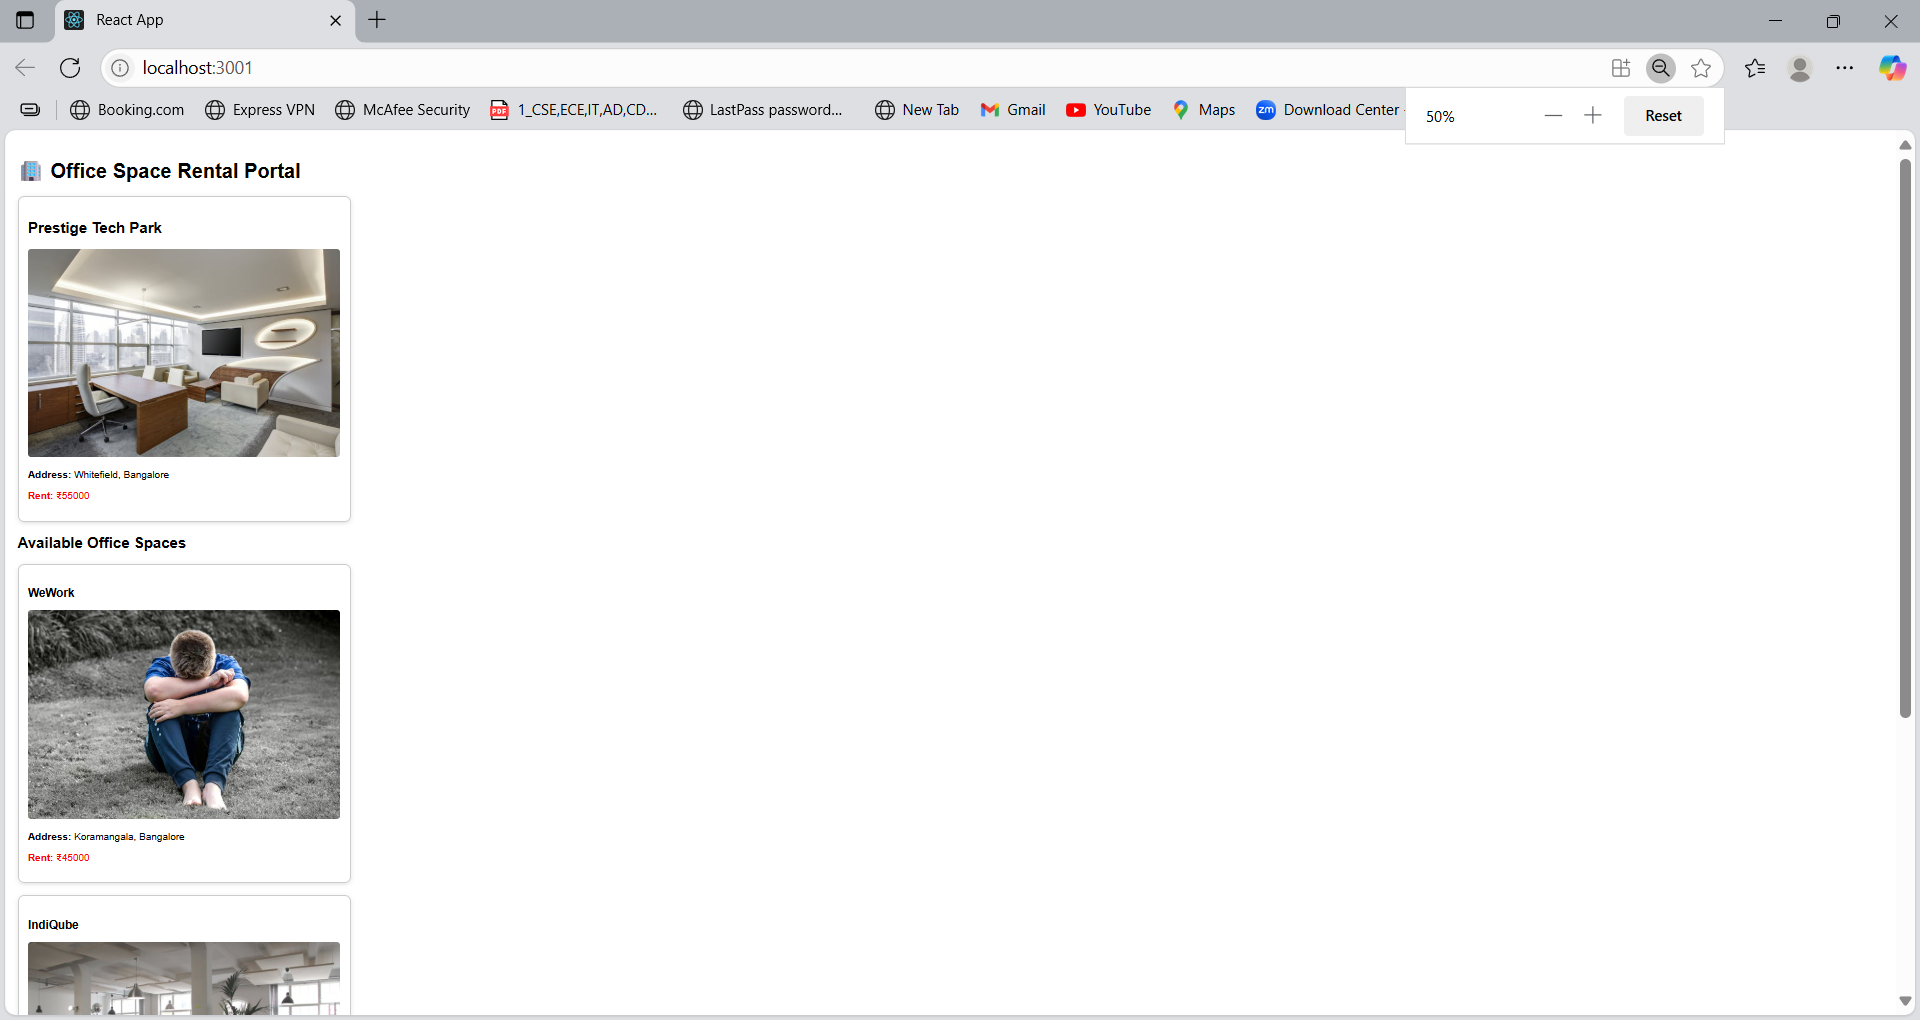 React App
localhost:3001
Booking.com
Express VPN
McAfee Security
PDF
1_CSE,ECE,IT,AD,CD...
LastPass password...
New Tab
Gmail
YouTube
Maps
zm
Download Center
50%
Reset
🏢 Office Space Rental Portal
Prestige Tech Park
Address: Whitefield, Bangalore
Rent: ₹55000
Available Office Spaces
WeWork
Address: Koramangala, Bangalore
Rent: ₹45000
IndiQube